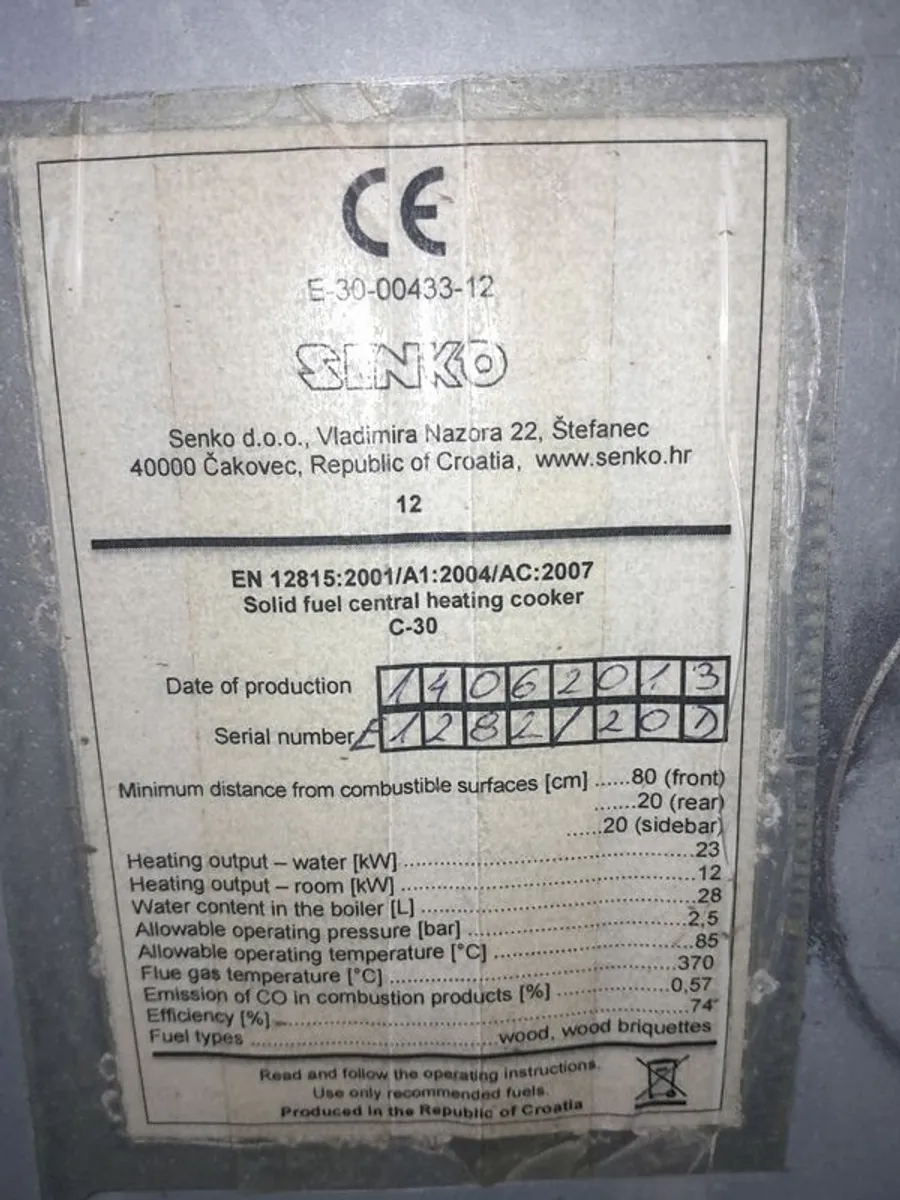 CE
E-30-00433-12
SENKO
Senko d.o.o., Vladimira Nazora 22, Štefanec
40000 Čakovec, Republic of Croatia, www.senko.hr
12
EN 12815:2001/A1:2004/AC:2007
Solid fuel central heating cooker
C-30
Date of production 14062013
Serial number 1282/20D
Minimum distance from combustible surfaces [cm] ......80 (front)
.......20 (rear)
......20 (sidebar)
Heating output – water [kW] ..........23
Heating output – room [kW] ..........12
Water content in the boiler [L] ..........28
Allowable operating pressure [bar] ..........2,5
Allowable operating temperature [°C] ..........85
Flue gas temperature [°C] ..........370
Emission of CO in combustion products [%] ..........0,57
Efficiency [%] ..........74
Fuel types ..........wood, wood briquettes
Read and follow the operating instructions.
Use only recommended fuels.
Produced in the Republic of Croatia